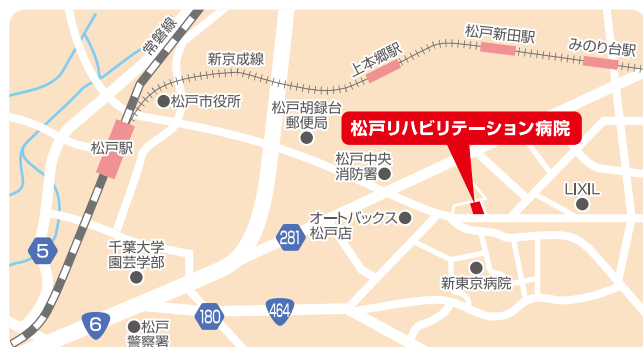 常磐線
新京成線
上本郷駅
松戸新田駅
みのり台駅
松戸市役所
松戸胡録台
郵便局
松戸リハビリテーション病院
松戸駅
松戸中央
消防署
LIXIL
オートバックス
松戸店
281
5
千葉大学
園芸学部
新東京病院
6
180
464
松戸
警察署